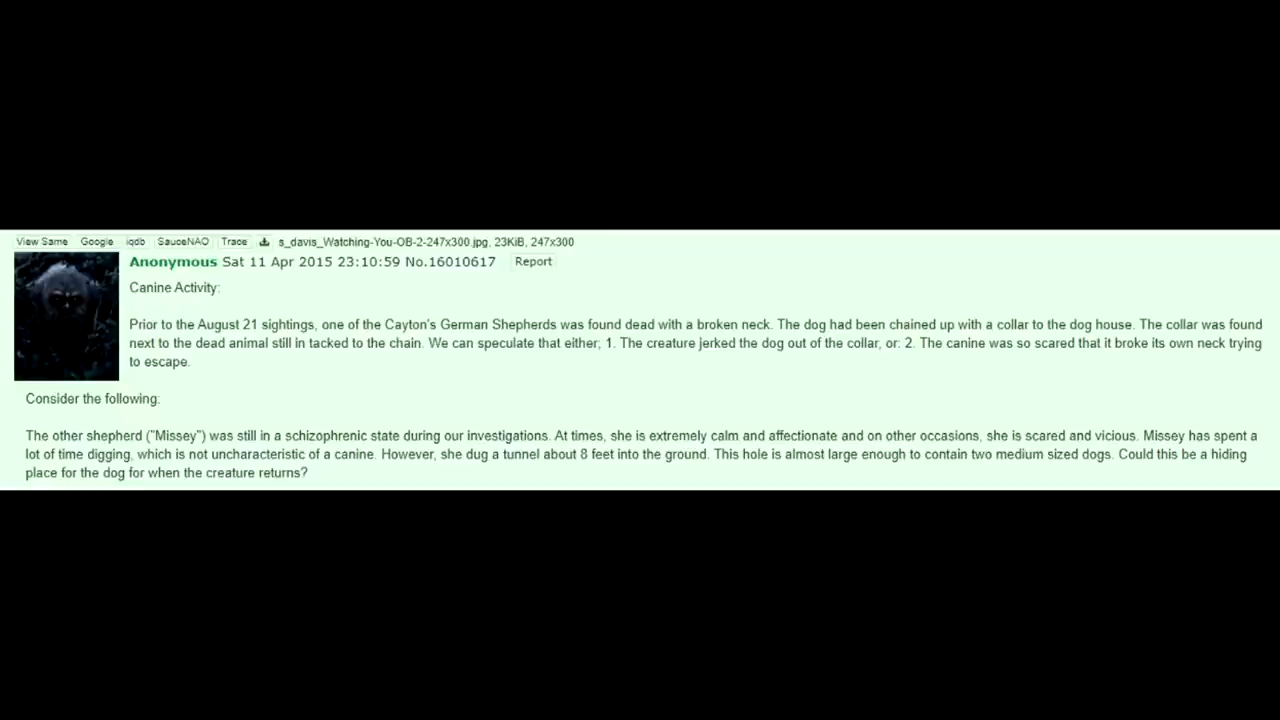 View Same Google iqdb SauceNAO Trace s_davis_Watching-You-OB-2-247x300.jpg, 23KiB, 247x300
Anonymous Sat 11 Apr 2015 23:10:59 No.16010617 Report
Canine Activity:
Prior to the August 21 sightings, one of the Cayton's German Shepherds was found dead with a broken neck. The dog had been chained up with a collar to the dog house. The collar was found
next to the dead animal still in tacked to the chain. We can speculate that either; 1. The creature jerked the dog out of the collar, or: 2. The canine was so scared that it broke its own neck trying
to escape.
Consider the following:
The other shepherd ("Missey") was still in a schizophrenic state during our investigations. At times, she is extremely calm and affectionate and on other occasions, she is scared and vicious. Missey has spent a
lot of time digging, which is not uncharacteristic of a canine. However, she dug a tunnel about 8 feet into the ground. This hole is almost large enough to contain two medium sized dogs. Could this be a hiding
place for the dog for when the creature returns?